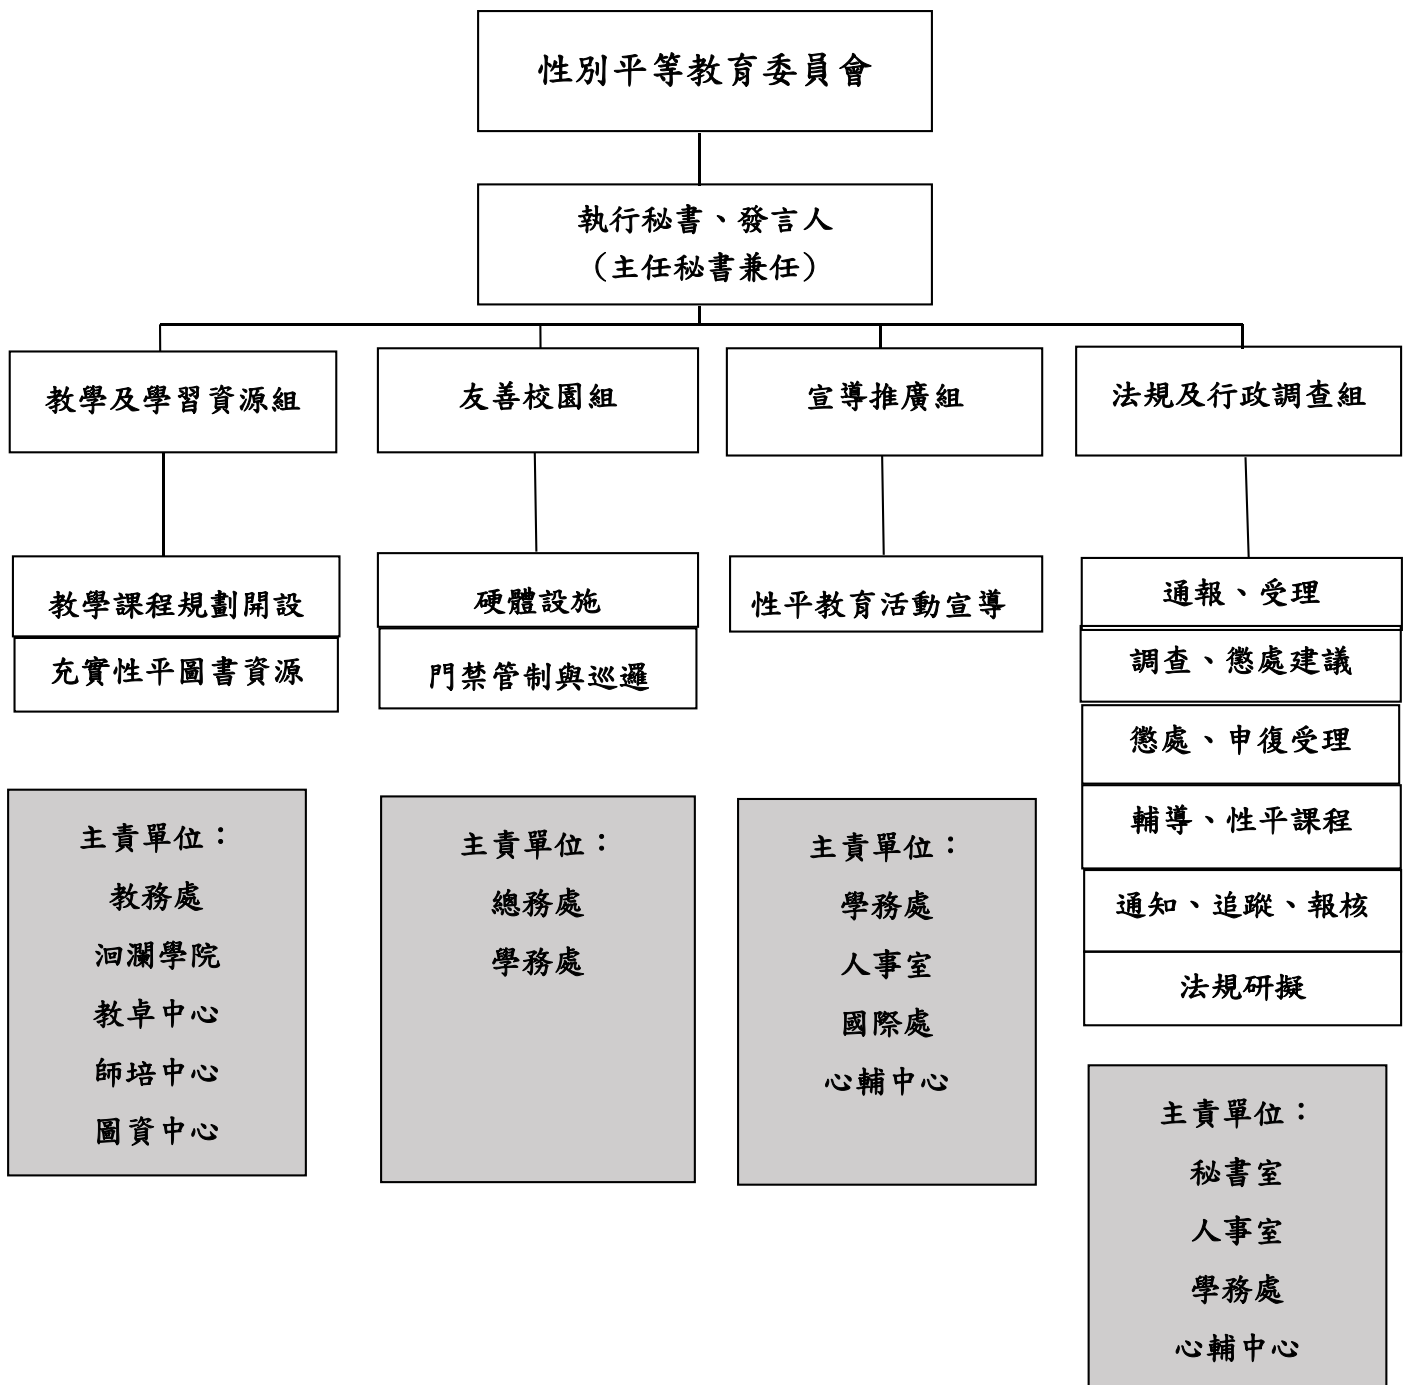 性別平等教育委員會
執行秘書、發言人
(主任秘書兼任)
教學及學習資源組
友善校園組
宣導推廣組
法規及行政調查組
教學課程規劃開設
充實性平圖書資源
硬體設施
門禁管制與巡邏
性平教育活動宣導
通報、受理
調查、懲處建議
懲處、申復受理
輔導、性平課程
通知、追蹤、報核
法規研擬
主責單位：
教務處
洄瀾學院
教卓中心
師培中心
圖資中心
主責單位：
總務處
學務處
主責單位：
學務處
人事室
國際處
心輔中心
主責單位：
秘書室
人事室
學務處
心輔中心